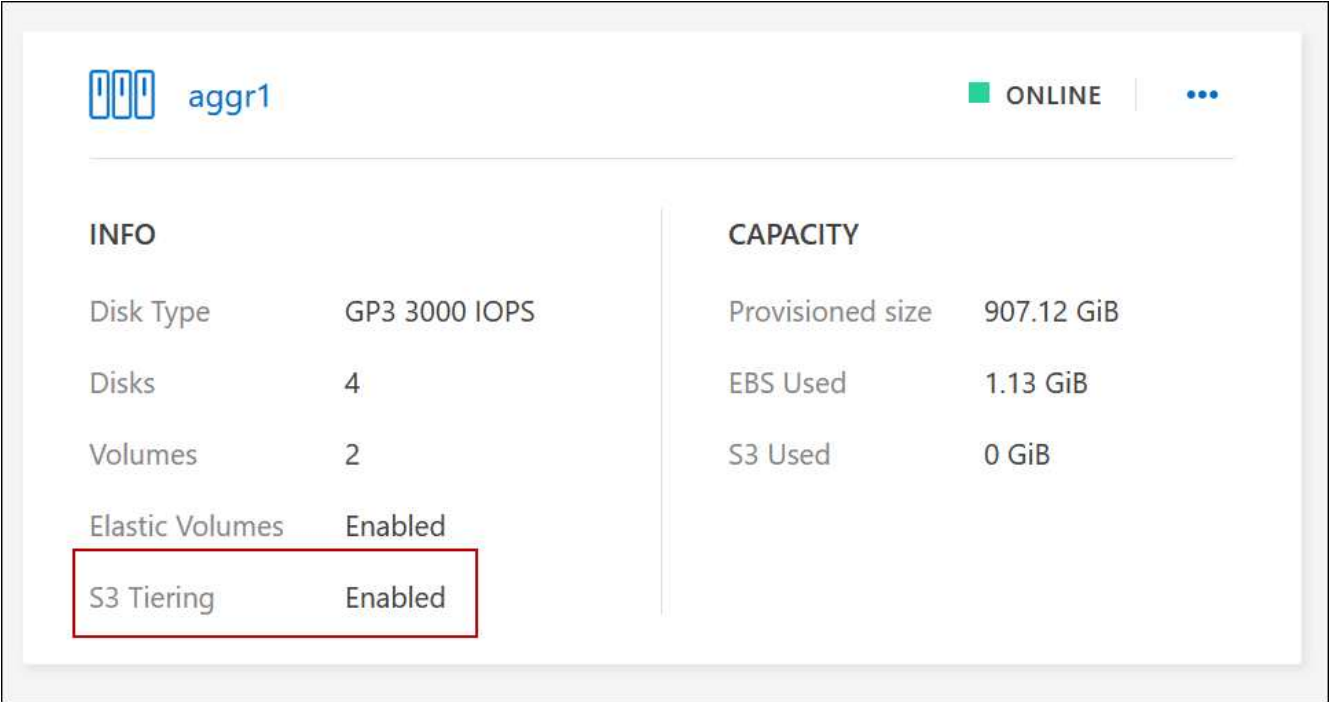 aggr1
ONLINE
INFO
Disk Type GP3 3000 IOPS
Disks 4
Volumes 2
Elastic Volumes Enabled
S3 Tiering Enabled
CAPACITY
Provisioned size 907.12 GiB
EBS Used 1.13 GiB
S3 Used 0 GiB